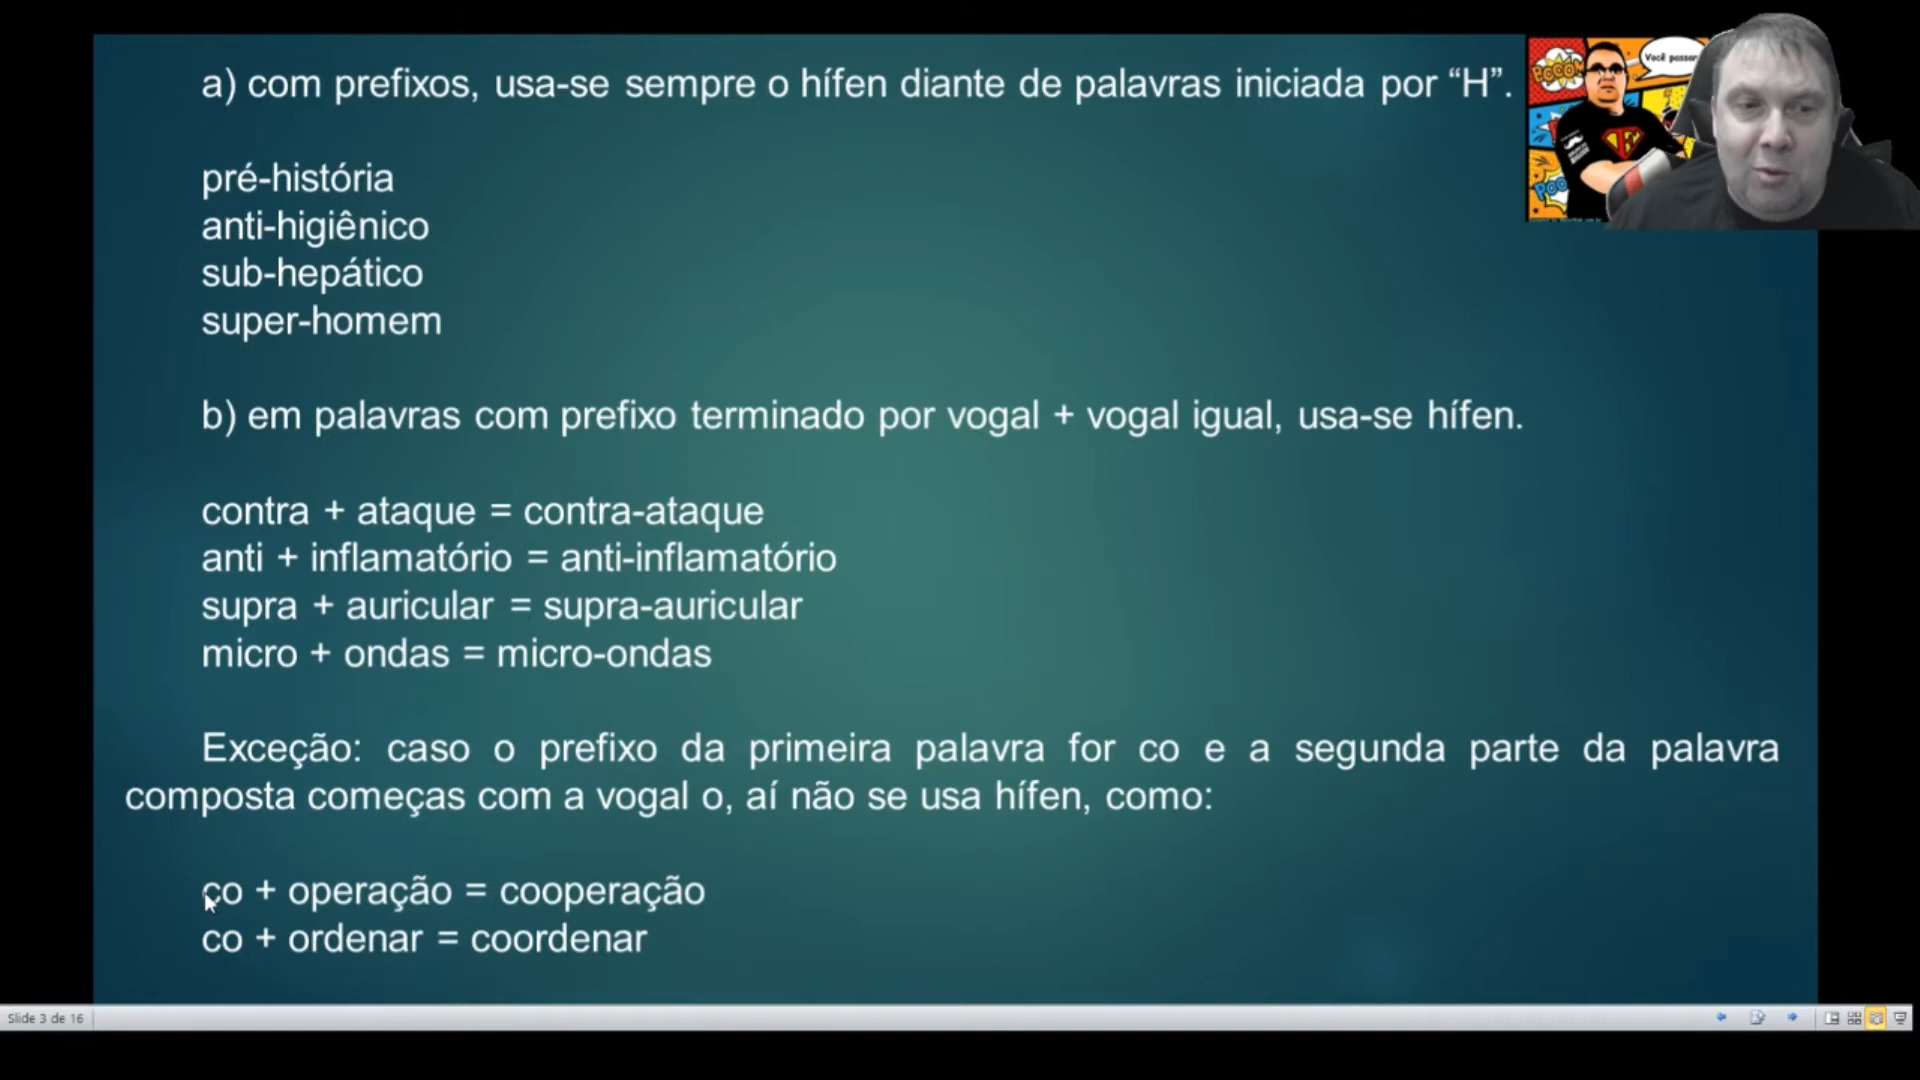 a) com prefixos, usa-se sempre o hífen diante de palavras iniciada por “H”.
BOOOM
Você passar
pré-história
anti-higiênico
sub-hepático
super-homem
b) em palavras com prefixo terminado por vogal + vogal igual, usa-se hífen.
contra + ataque = contra-ataque
anti + inflamatório = anti-inflamatório
supra + auricular = supra-auricular
micro + ondas = micro-ondas
Exceção: caso o prefixo da primeira palavra for co e a segunda parte da palavra
composta começas com a vogal o, aí não se usa hífen, como:
co + operação = cooperação
co + ordenar = coordenar
Slide 3 de 16